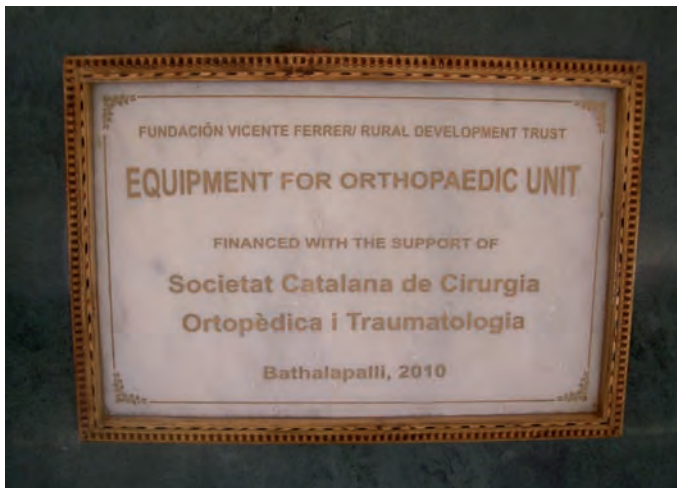 FUNDACIÓN VICENTE FERRER/ RURAL DEVELOPMENT TRUST
EQUIPMENT FOR ORTHOPAEDIC UNIT
FINANCED WITH THE SUPPORT OF
Societat Catalana de Cirurgia
Ortopèdica i Traumatologia
Bathalapalli, 2010